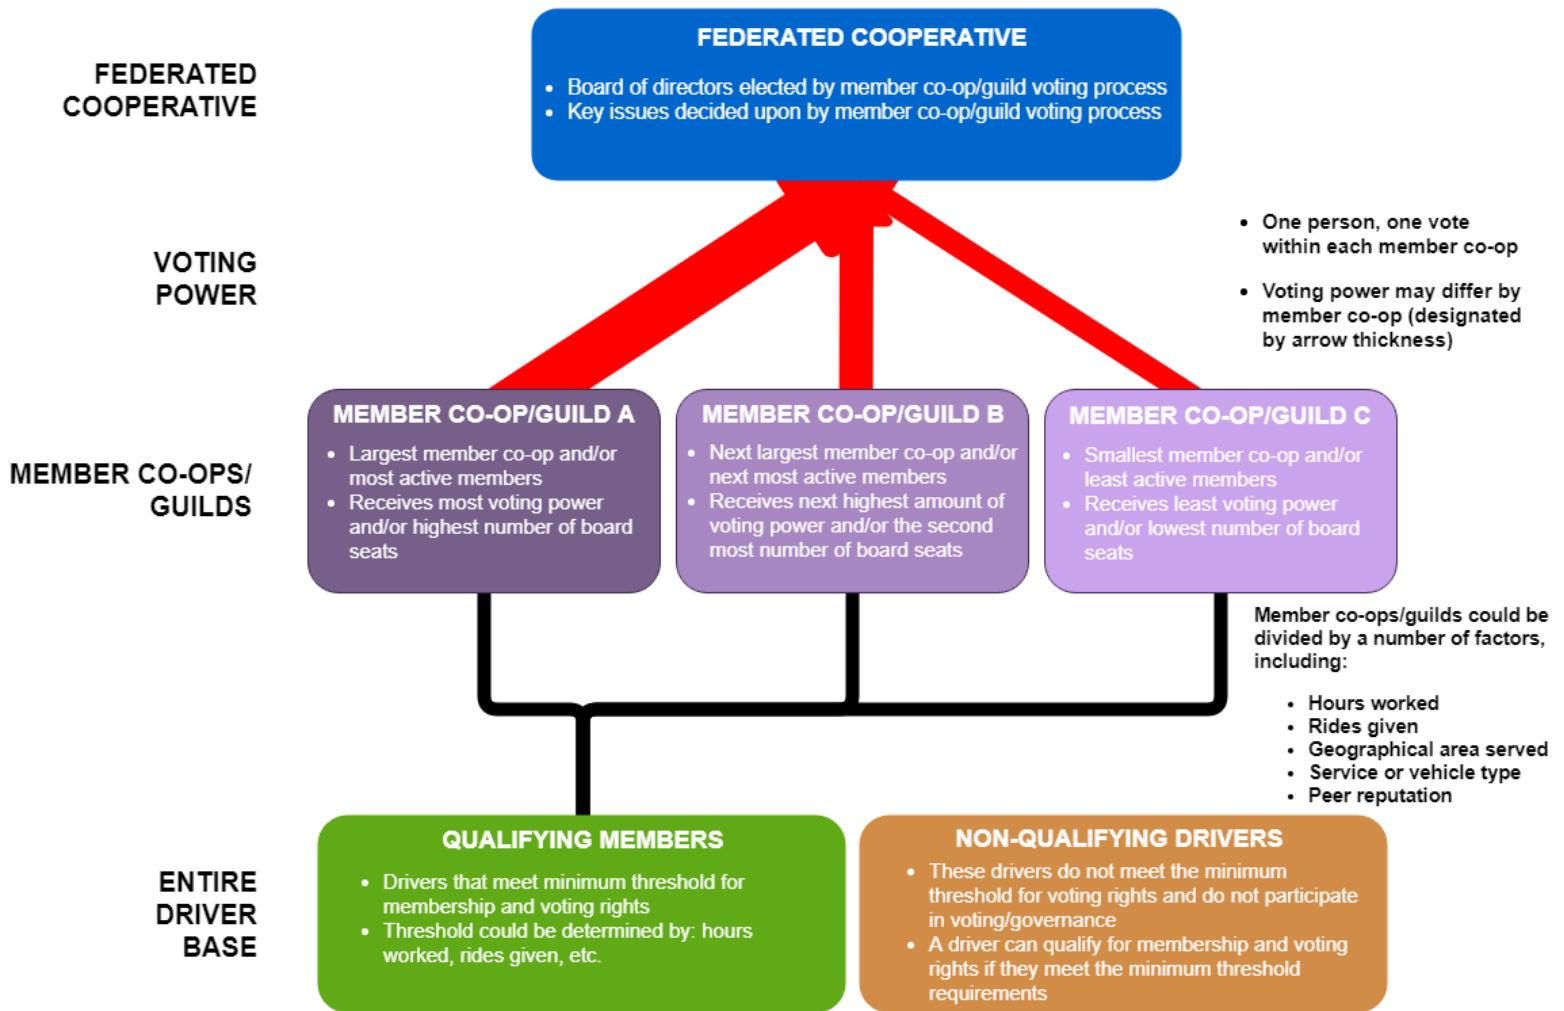 FEDERATED COOPERATIVE
• Board of directors elected by member co-op/guild voting process
• Key issues decided upon by member co-op/guild voting process
FEDERATED
COOPERATIVE
VOTING
POWER
• One person, one vote
within each member co-op
• Voting power may differ by
member co-op (designated
by arrow thickness)
MEMBER CO-OPS/
GUILDS
MEMBER CO-OP/GUILD A
• Largest member co-op and/or
most active members
• Receives most voting power
and/or highest number of board
seats
MEMBER CO-OP/GUILD B
• Next largest member co-op and/or
next most active members
• Receives next highest amount of
voting power and/or the second
most number of board seats
MEMBER CO-OP/GUILD C
• Smallest member co-op and/or
least active members
• Receives least voting power
and/or lowest number of board
seats
Member co-ops/guilds could be
divided by a number of factors,
including:
• Hours worked
• Rides given
• Geographical area served
• Service or vehicle type
• Peer reputation
ENTIRE
DRIVER
BASE
QUALIFYING MEMBERS
• Drivers that meet minimum threshold for
membership and voting rights
• Threshold could be determined by: hours
worked, rides given, etc.
NON-QUALIFYING DRIVERS
• These drivers do not meet the minimum
threshold for voting rights and do not participate
in voting/governance
• A driver can qualify for membership and voting
rights if they meet the minimum threshold
requirements